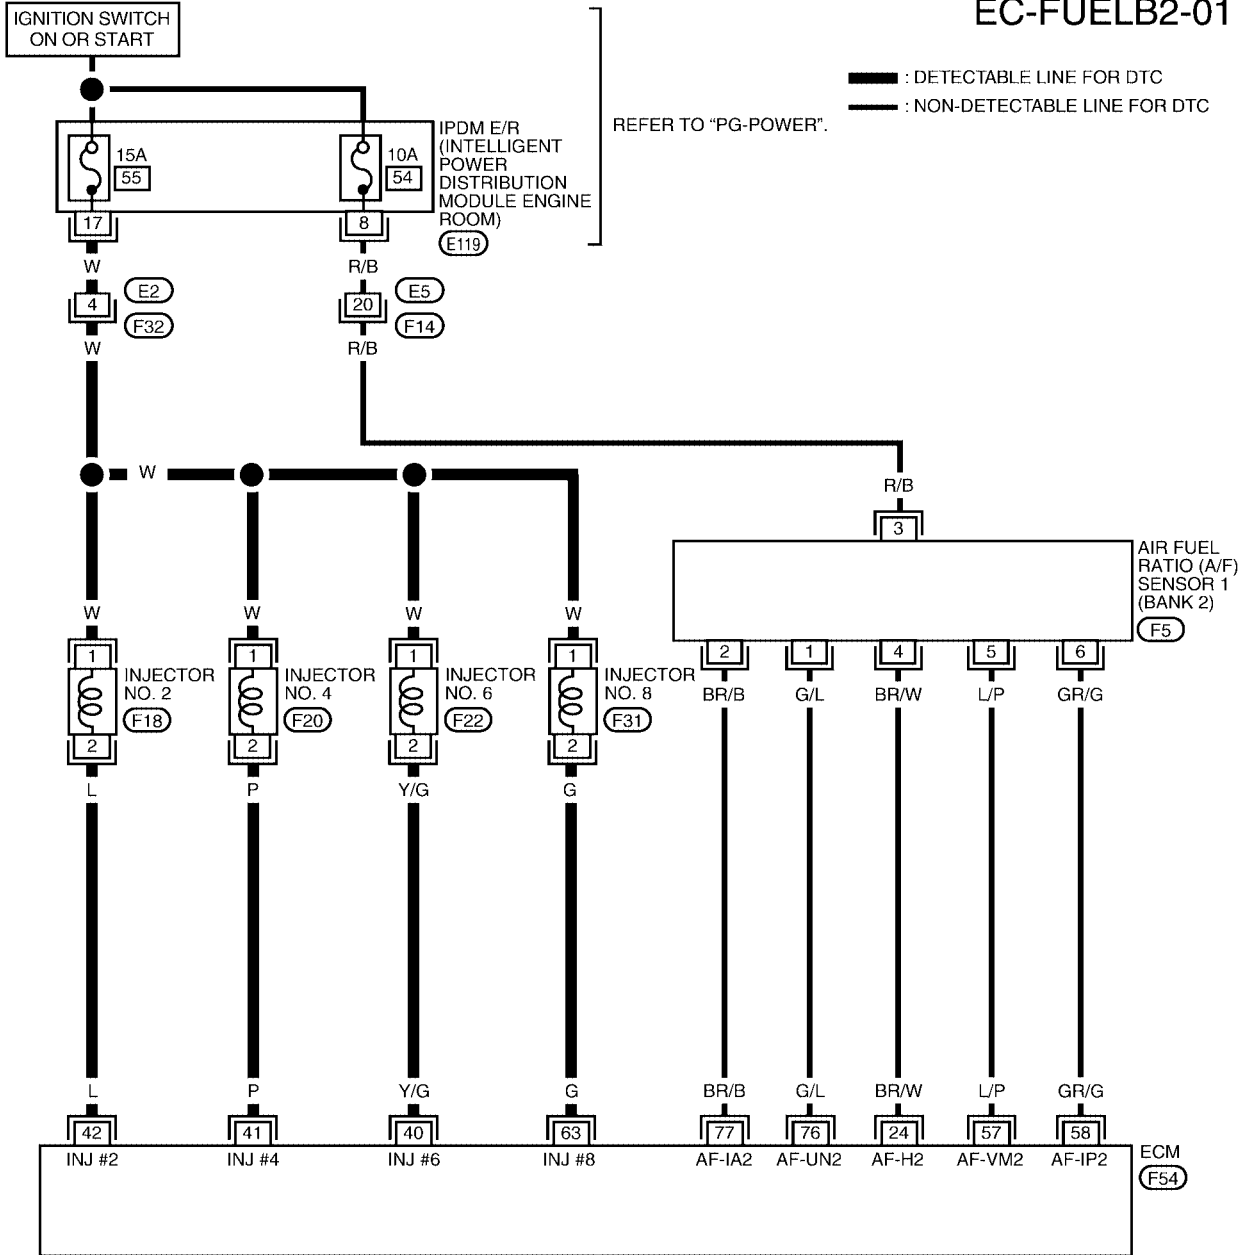 EC-FUELB2-01
IGNITION SWITCH
ON OR START
: DETECTABLE LINE FOR DTC
: NON-DETECTABLE LINE FOR DTC
REFER TO “PG-POWER”.
15A
55
10A
54
IPDM E/R
(INTELLIGENT
POWER
DISTRIBUTION
MODULE ENGINE
ROOM)
E119
17
8
W
R/B
4
E2
F32
20
E5
F14
W
R/B
W
R/B
3
AIR FUEL
RATIO (A/F)
SENSOR 1
(BANK 2)
F5
W
W
W
W
1
1
1
1
INJECTOR
NO. 2
F18
INJECTOR
NO. 4
F20
INJECTOR
NO. 6
F22
INJECTOR
NO. 8
F31
2
1
4
5
6
BR/B
G/L
BR/W
L/P
GR/G
2
2
2
2
L
P
Y/G
G
L
P
Y/G
G
BR/B
G/L
BR/W
L/P
GR/G
42
41
40
63
77
76
24
57
58
INJ #2
INJ #4
INJ #6
INJ #8
AF-IA2
AF-UN2
AF-H2
AF-VM2
AF-IP2
ECM
F54